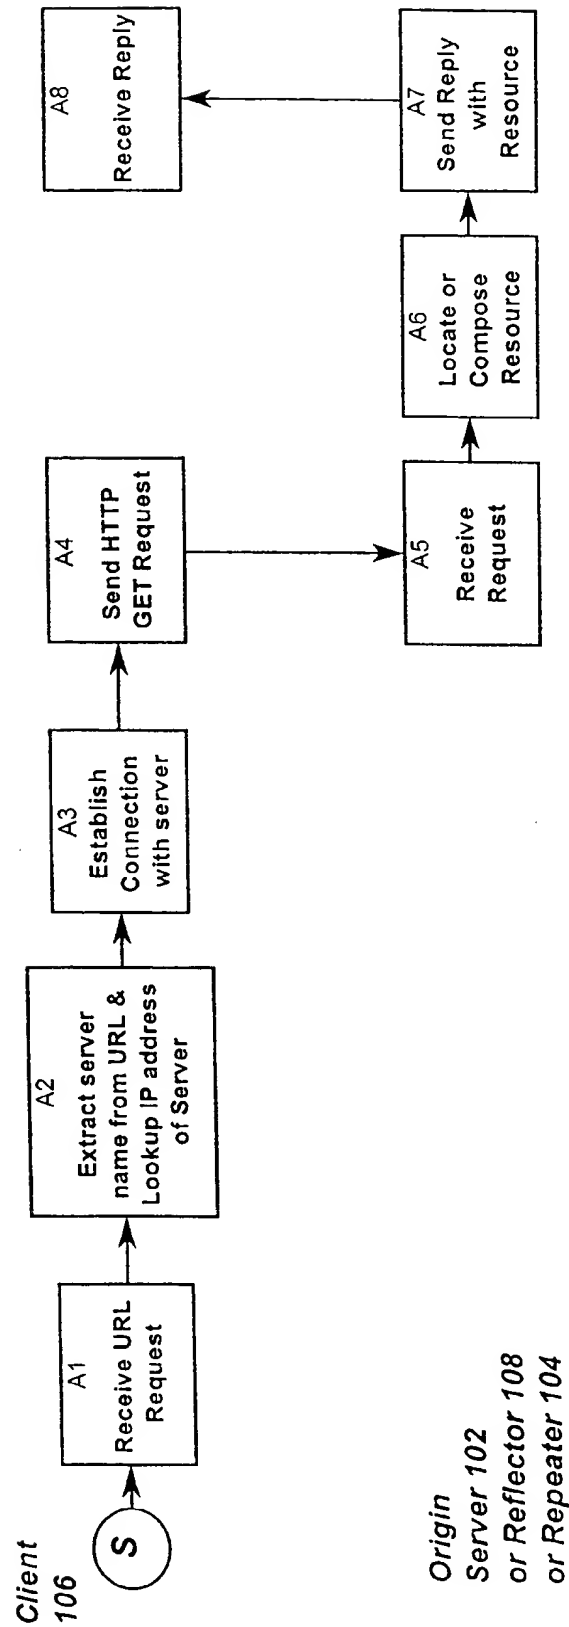 Client
106
S
A1
Receive URL
Request
A2
Extract server
name from URL &
Lookup IP address
of Server
A3
Establish
Connection
with server
A4
Send HTTP
GET Request
A8
Receive Reply
Origin
Server 102
or Reflector 108
or Repeater 104
A5
Receive
Request
A6
Locate or
Compose
Resource
A7
Send Reply
with
Resource